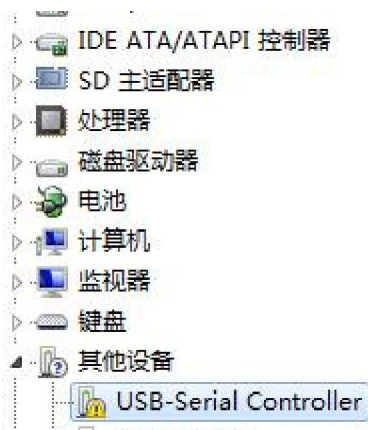 IDE ATA/ATAPI 控制器
SD 主适配器
处理器
磁盘驱动器
电池
计算机
监视器
键盘
其他设备
USB-Serial Controller